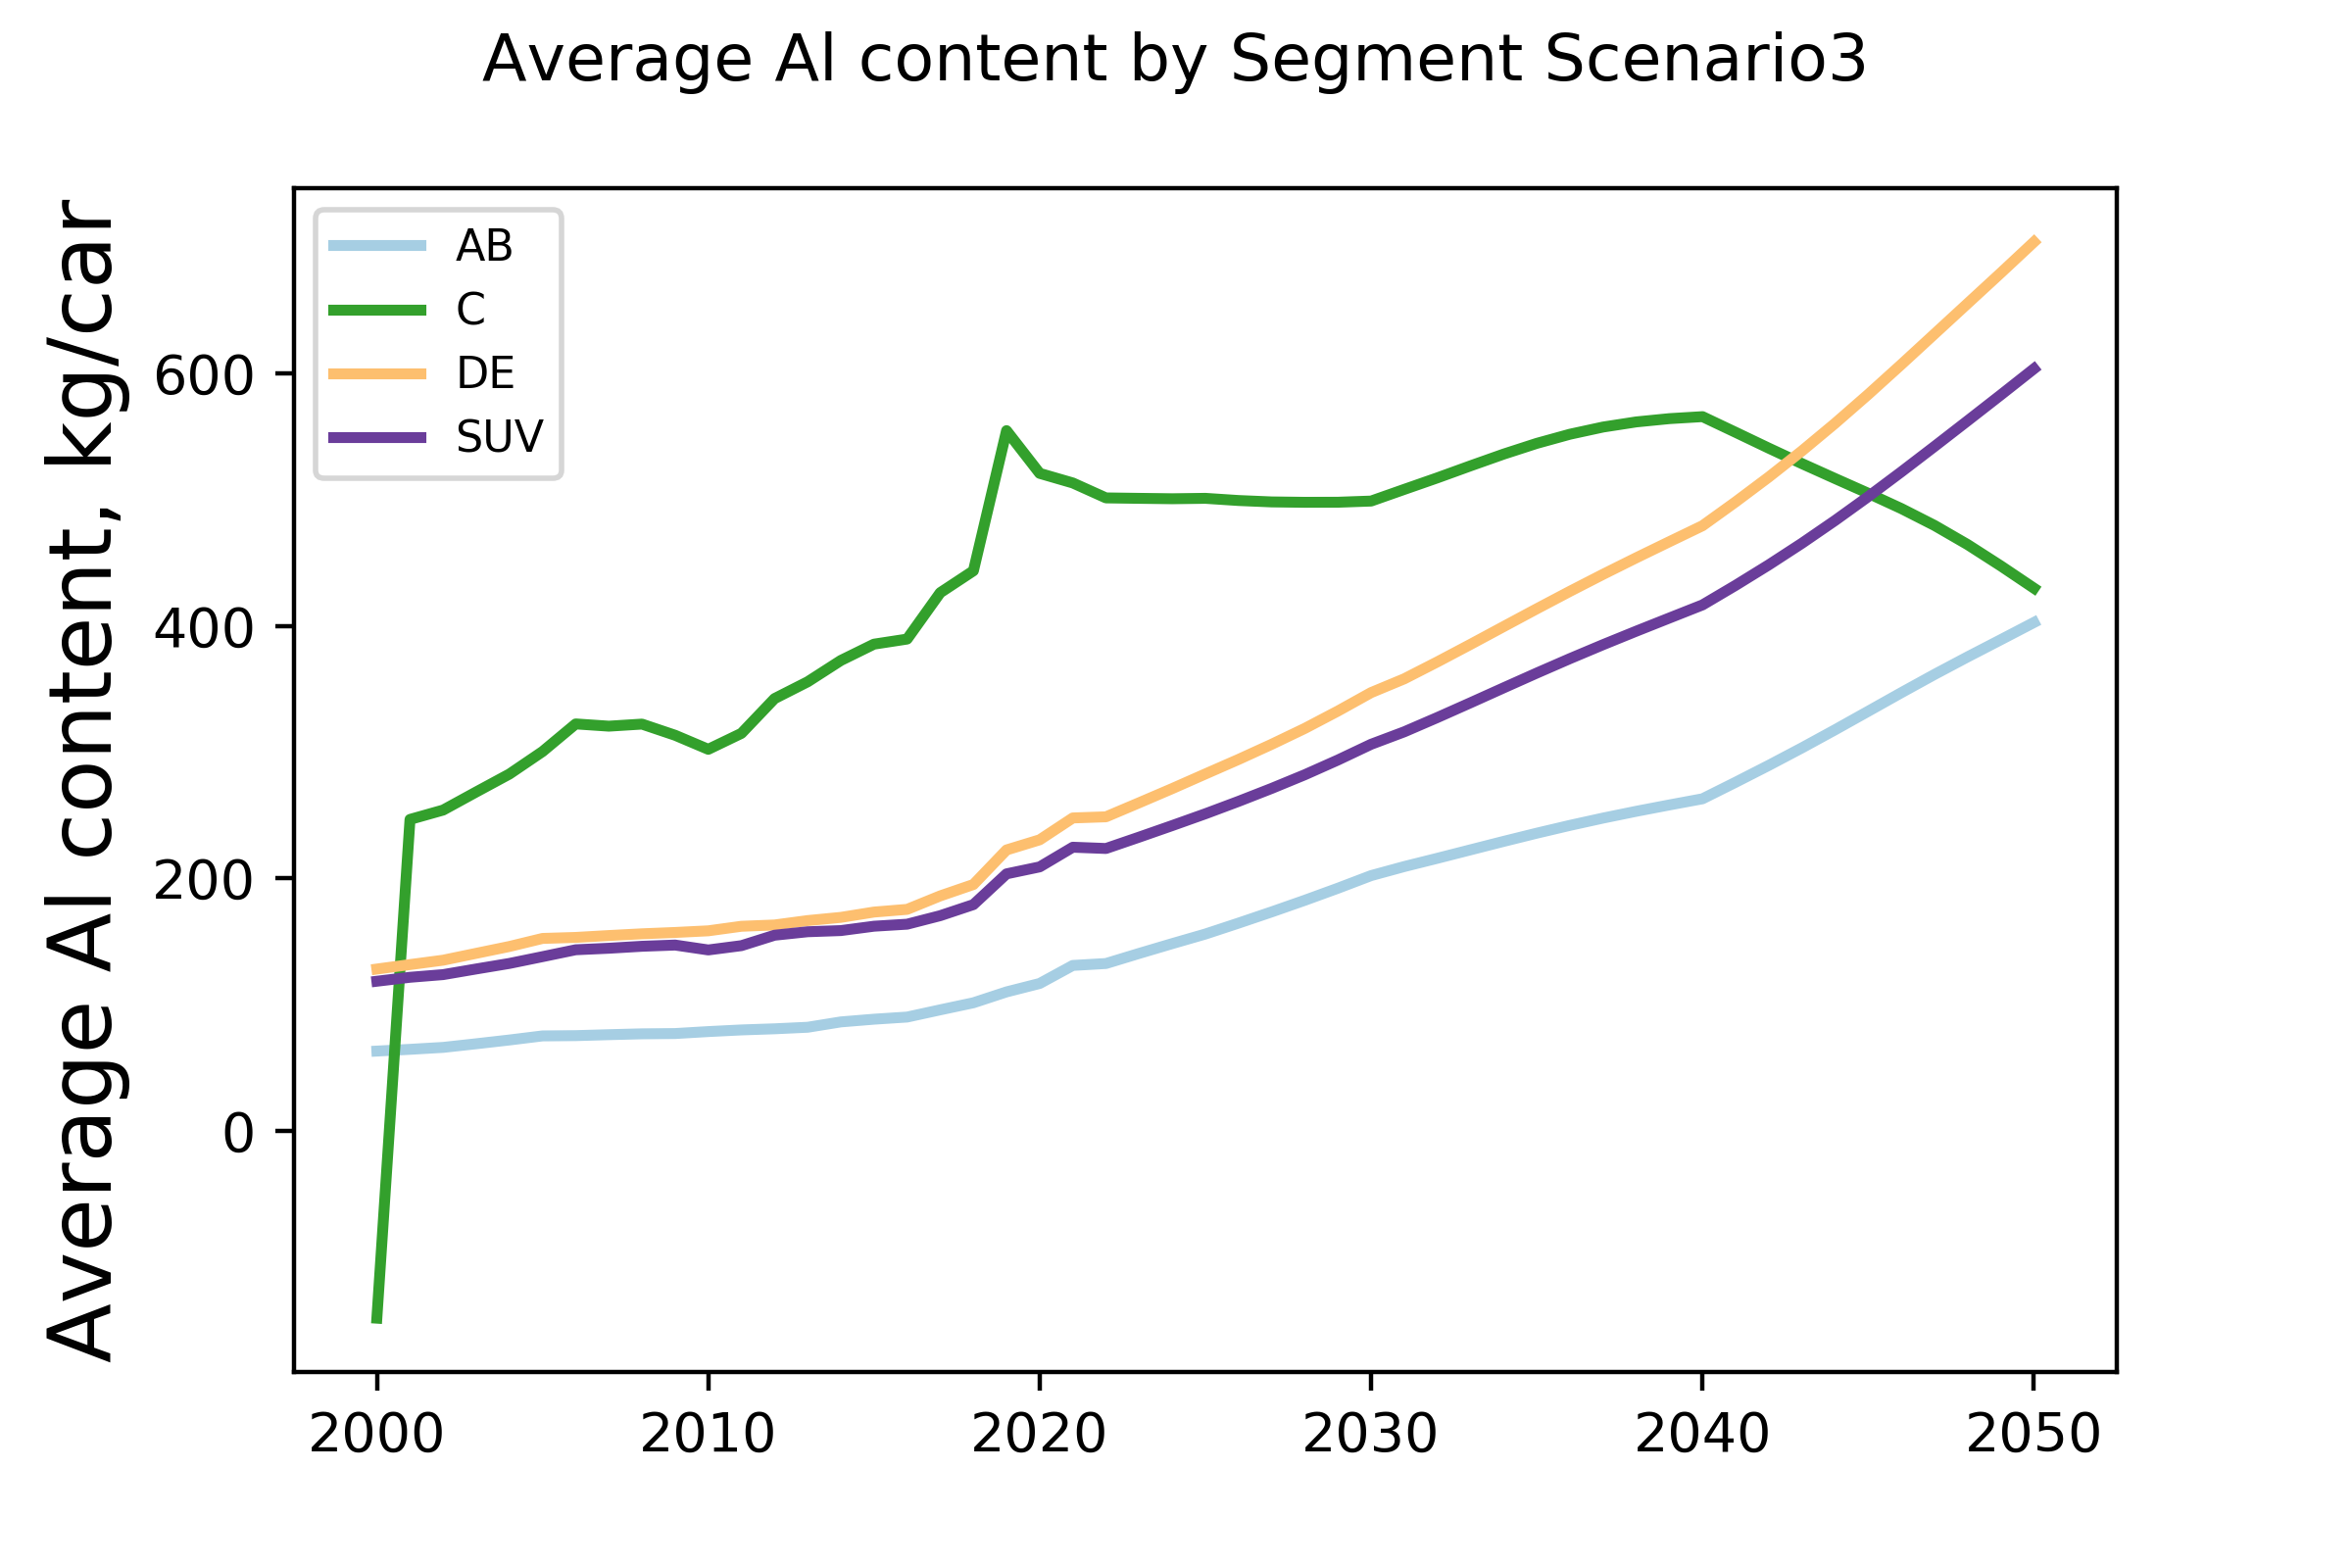 Average Al content by Segment Scenario3
Average Al content, kg/car
AB
C
DE
SUV
600
400
200
0
2000 2010 2020 2030 2040 2050